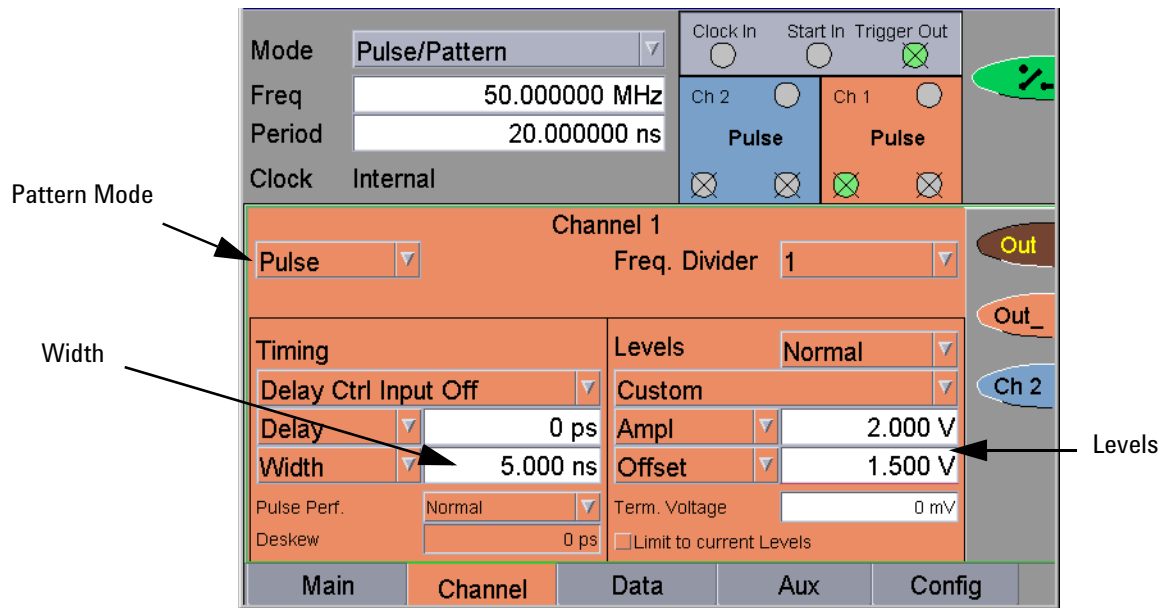 Mode Pulse/Pattern
Freq 50.000000 MHz
Period 20.000000 ns
Clock Internal
Clock In Start In Trigger Out
Ch 2 Ch 1
Pulse Pulse
Pattern Mode
Channel 1
Pulse Freq. Divider 1
Out
Out_
Ch 2
Width
Timing
Delay Ctrl Input Off
Delay 0 ps
Width 5.000 ns
Pulse Perf. Normal
Deskew 0 ps
Levels Normal
Custom
Ampl 2.000 V
Offset 1.500 V
Term. Voltage 0 mV
Limit to current Levels
Levels
Main Channel Data Aux Config